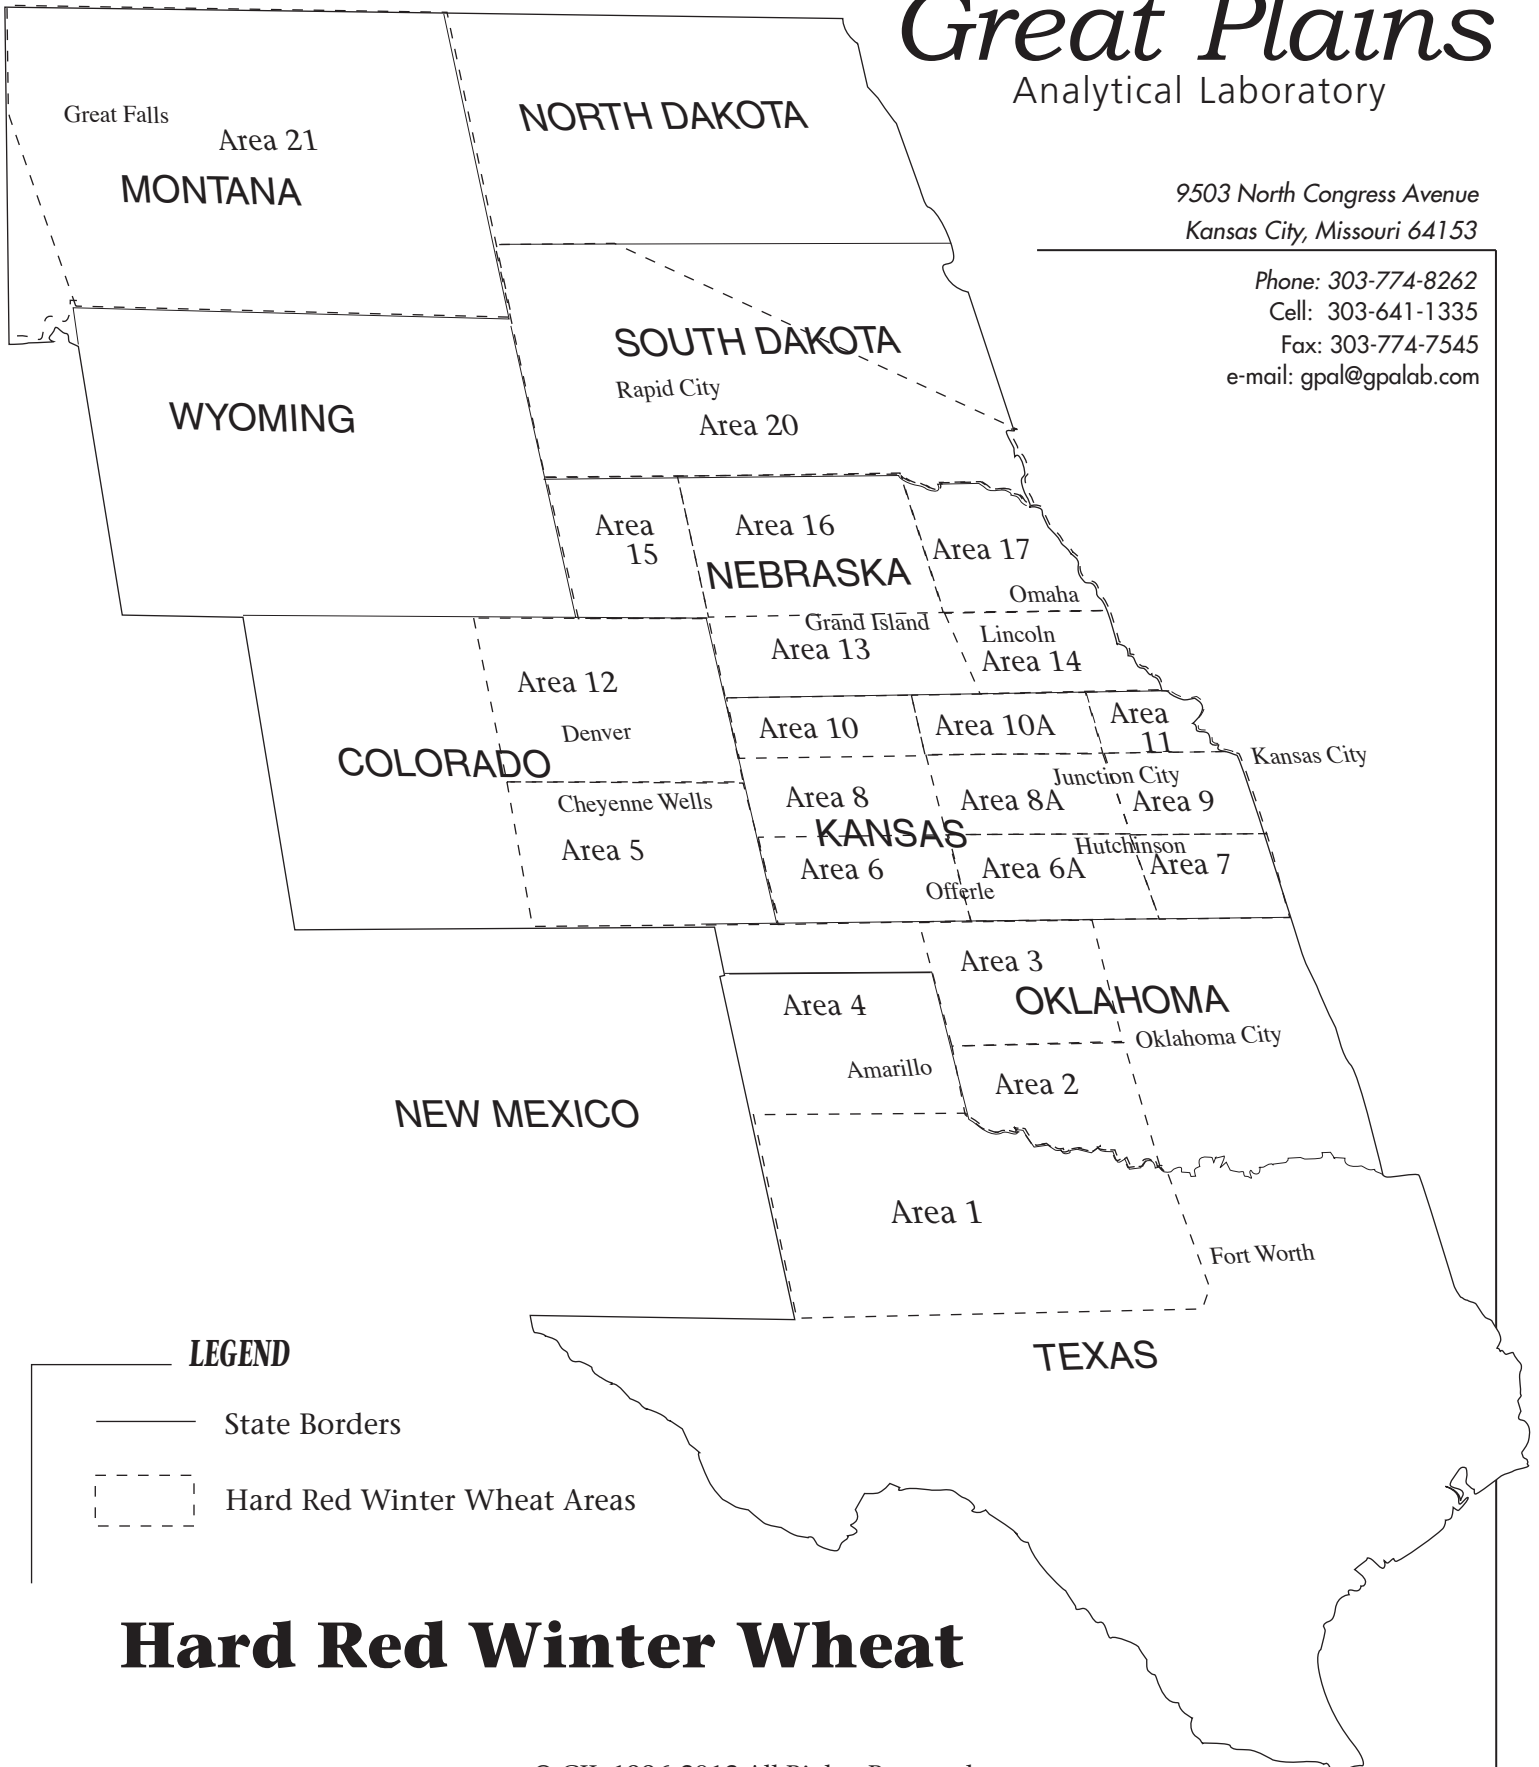 Great Plains
Analytical Laboratory
9503 North Congress Avenue
Kansas City, Missouri 64153
Phone: 303-774-8262
Cell: 303-641-1335
Fax: 303-774-7545
e-mail: gpal@gpalab.com
Great Falls
Area 21
MONTANA
NORTH DAKOTA
SOUTH DAKOTA
Rapid City
Area 20
WYOMING
Area
15
Area 16
NEBRASKA
Area 17
Omaha
Grand Island
Area 13
Lincoln
Area 14
Area 12
Denver
COLORADO
Cheyenne Wells
Area 5
Area 10
Area 10A
Area
11
Kansas City
Junction City
Area 8
Area 8A
Area 9
KANSAS
Hutchinson
Area 6
Area 6A
Area 7
Offerle
Area 3
OKLAHOMA
Area 4
Oklahoma City
Amarillo
Area 2
NEW MEXICO
Area 1
Fort Worth
TEXAS
LEGEND
State Borders
Hard Red Winter Wheat Areas
Hard Red Winter Wheat